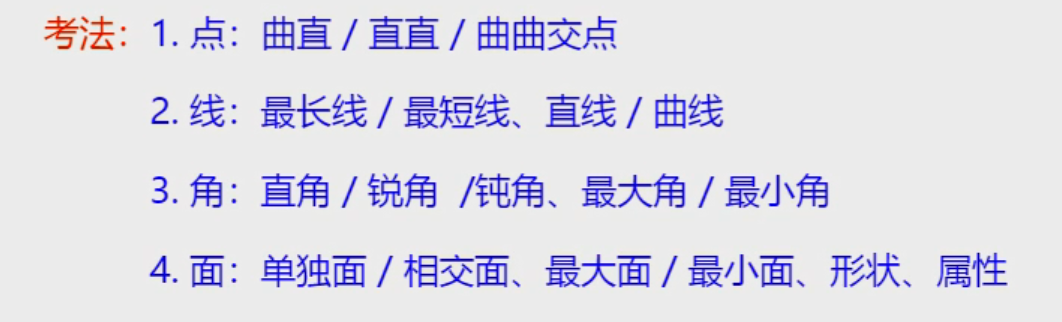 考法：1. 点：曲直 / 直直 / 曲曲交点
2. 线：最长线 / 最短线、直线 / 曲线
3. 角：直角 / 锐角  /钝角、最大角 / 最小角
4. 面：单独面 / 相交面、最大面 / 最小面、形状、属性